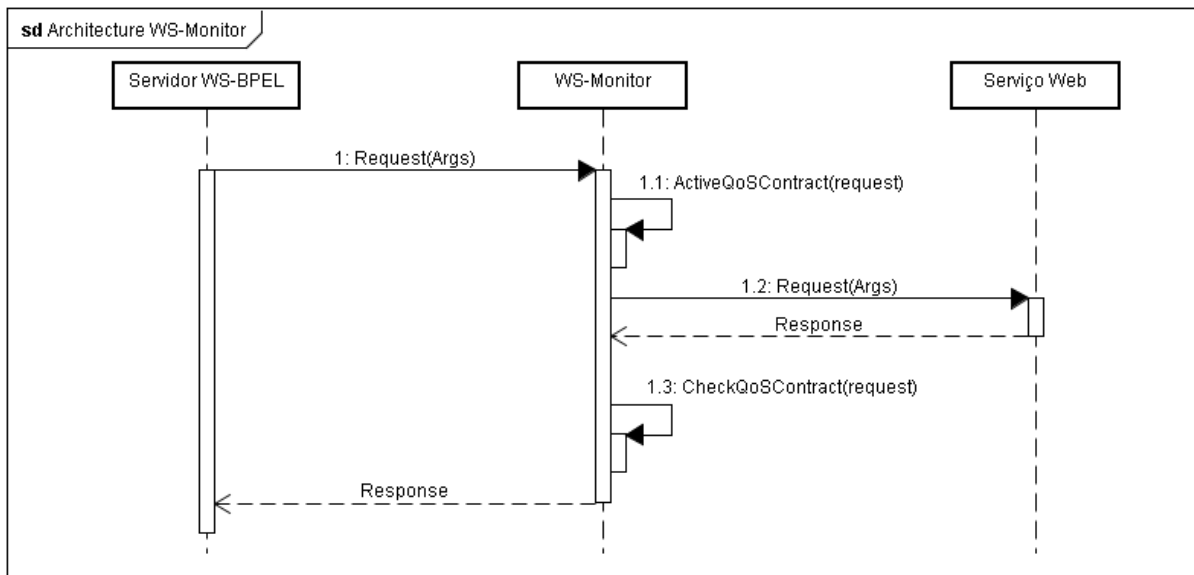 sd Architecture WS-Monitor
Servidor WS-BPEL
WS-Monitor
Serviço Web
1: Request(Args)
1.1: ActiveQoSContract(request)
1.2: Request(Args)
Response
1.3: CheckQoSContract(request)
Response